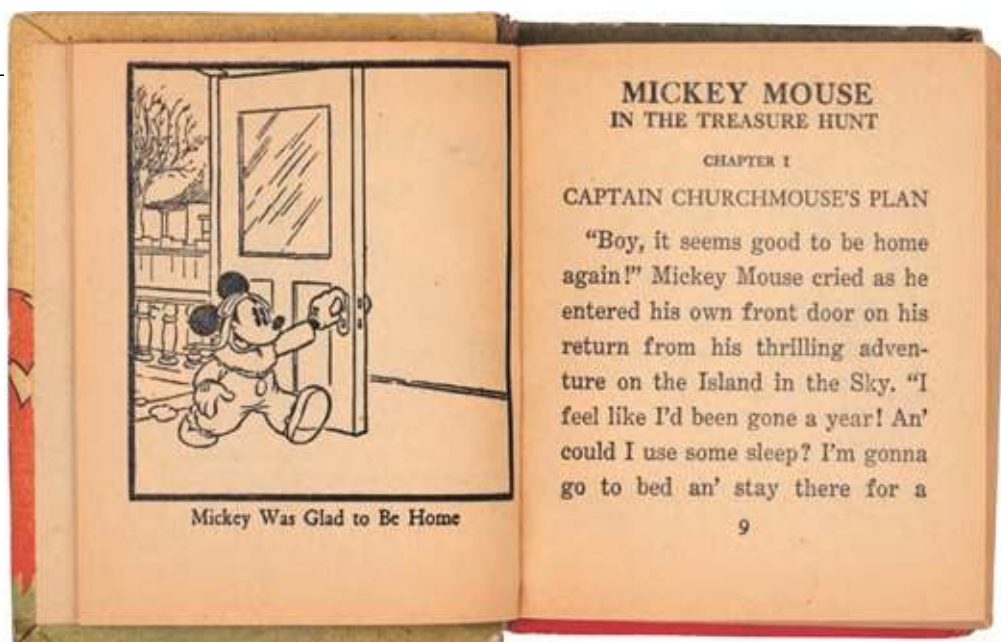 Mickey Was Glad to Be Home
MICKEY MOUSE
IN THE TREASURE HUNT
CHAPTER I
CAPTAIN CHURCHMOUSE'S PLAN
"Boy, it seems good to be home
again!" Mickey Mouse cried as he
entered his own front door on his
return from his thrilling adven-
ture on the Island in the Sky. "I
feel like I'd been gone a year! An'
could I use some sleep? I'm gonna
go to bed an' stay there for a
9